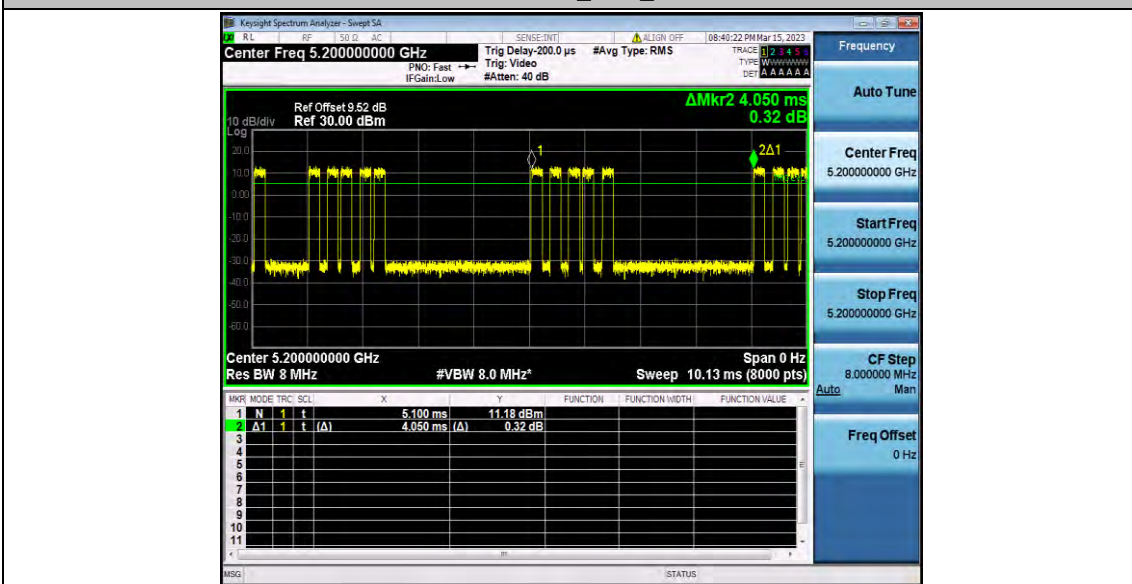 Keysight Spectrum Analyzer - Swept SA
RL RF 50 Ω AC SENSE:INT ALIGN OFF 08:40:22 PM Mar 15, 2023
Center Freq 5.200000000 GHz Trig Delay-200.0 µs #Avg Type: RMS TRACE 1 2 3 4 5 6
PNO: Fast Trig: Video TYPE W
IFGain:Low #Atten: 40 dB DET A A A A A A
Frequency
Auto Tune
Center Freq
5.200000000 GHz
Start Freq
5.200000000 GHz
Stop Freq
5.200000000 GHz
CF Step
8.000000 MHz
Auto Man
Freq Offset
0 Hz
Ref Offset 9.52 dB ΔMkr2 4.050 ms
10 dB/div Ref 30.00 dBm 0.32 dB
Log
20.0
10.0
0.00
-10.0
-20.0
-30.0
-40.0
-50.0
-60.0
1
2Δ1
Center 5.200000000 GHz Span 0 Hz
Res BW 8 MHz #VBW 8.0 MHz* Sweep 10.13 ms (8000 pts)
MKR MODE TRC SCL X Y FUNCTION FUNCTION WIDTH FUNCTION VALUE
1 N 1 t 5.100 ms 11.18 dBm
2 Δ1 1 t (Δ) 4.050 ms (Δ) 0.32 dB
3
4
5
6
7
8
9
10
11
MSG STATUS